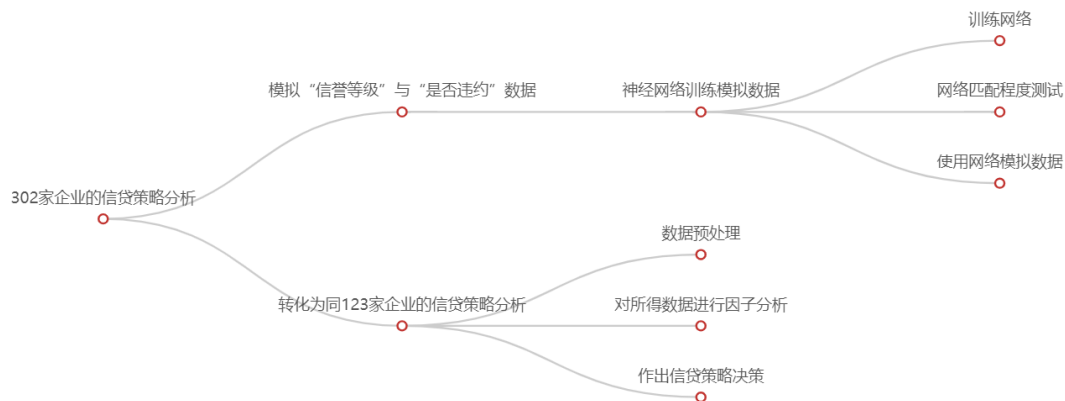 302家企业的信贷策略分析
模拟“信誉等级”与“是否违约”数据
神经网络训练模拟数据
训练网络
网络匹配程度测试
使用网络模拟数据
转化为同123家企业的信贷策略分析
数据预处理
对所得数据进行因子分析
作出信贷策略决策